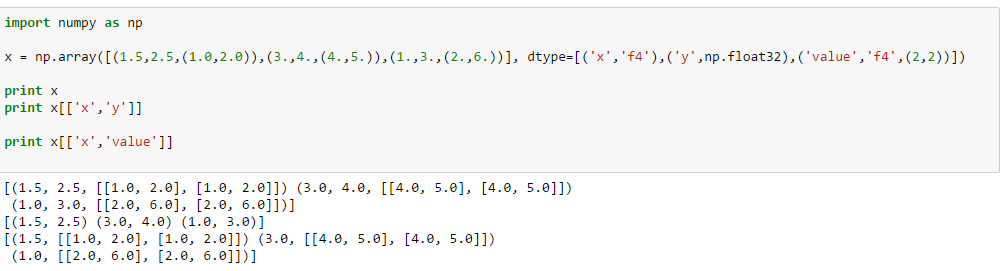 import numpy as np
x = np.array([(1.5,2.5,(1.0,2.0)),(3.,4.,(4.,5.)),(1.,3.,(2.,6.))], dtype=[('x','f4'),('y',np.float32),('value','f4',(2,2))])
print x
print x[['x','y']]
print x[['x','value']]
[(1.5, 2.5, [[1.0, 2.0], [1.0, 2.0]]) (3.0, 4.0, [[4.0, 5.0], [4.0, 5.0]])
 (1.0, 3.0, [[2.0, 6.0], [2.0, 6.0]])]
[(1.5, 2.5) (3.0, 4.0) (1.0, 3.0)]
[(1.5, [[1.0, 2.0], [1.0, 2.0]]) (3.0, [[4.0, 5.0], [4.0, 5.0]])
 (1.0, [[2.0, 6.0], [2.0, 6.0]])]